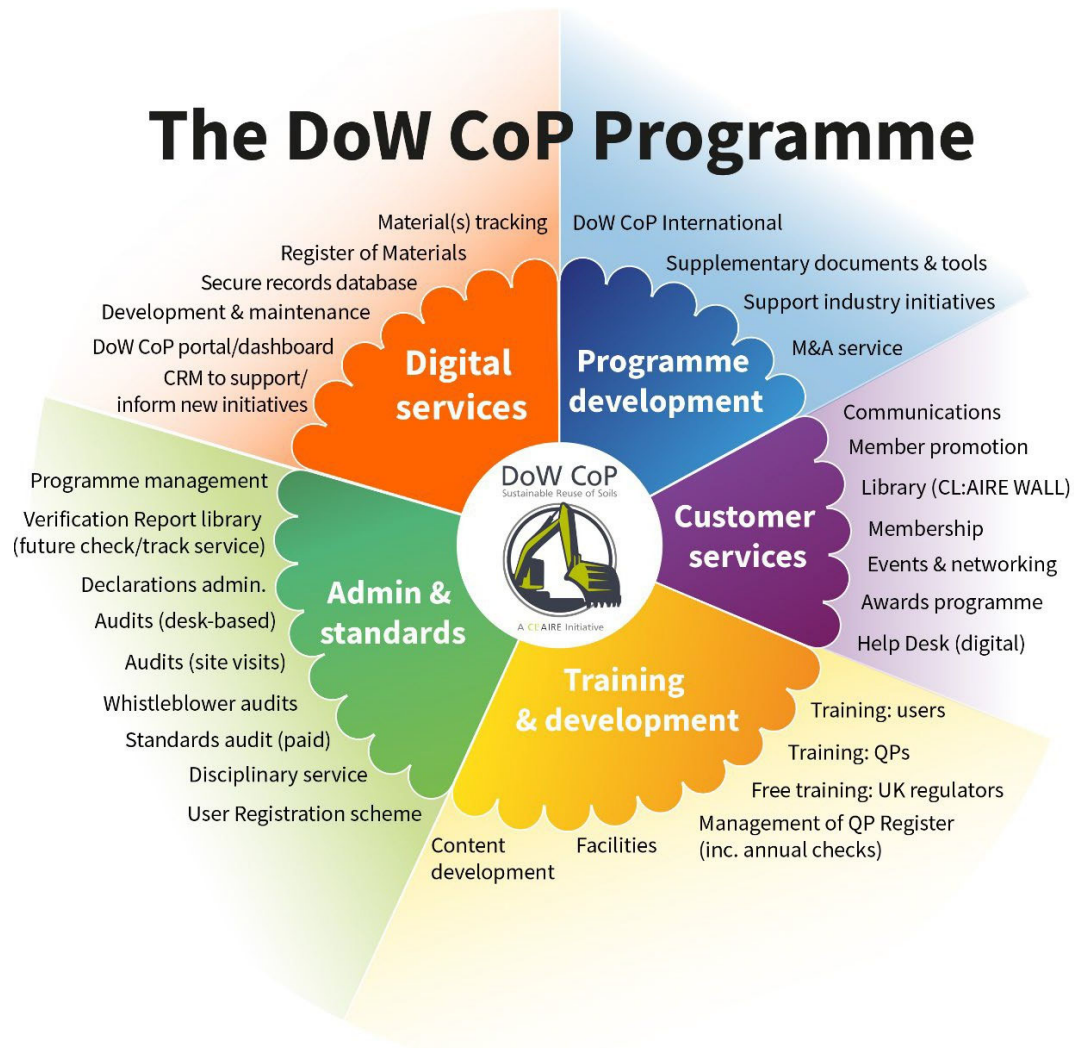 The DoW CoP Programme
Material(s) tracking
Register of Materials
Secure records database
Development & maintenance
DoW CoP portal/dashboard
CRM to support/
inform new initiatives
Digital
services
DoW CoP International
Supplementary documents & tools
Support industry initiatives
M&A service
Programme
development
Communications
Member promotion
Library (CL:AIRE WALL)
Membership
Events & networking
Awards programme
Help Desk (digital)
Customer
services
DoW CoP
Sustainable Reuse of Soils
A CL:AIRE Initiative
Programme management
Verification Report library
(future check/track service)
Declarations admin.
Audits (desk-based)
Audits (site visits)
Whistleblower audits
Standards audit (paid)
Disciplinary service
User Registration scheme
Admin &
standards
Training
& development
Training: users
Training: QPs
Free training: UK regulators
Management of QP Register
(inc. annual checks)
Facilities
Content
development